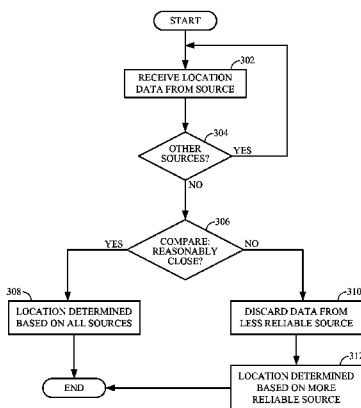 START
302
RECEIVE LOCATION
DATA FROM SOURCE
304
OTHER
SOURCES?
YES
NO
306
COMPARE:
REASONABLY
CLOSE?
YES
NO
308
LOCATION DETERMINED
BASED ON ALL SOURCES
310
DISCARD DATA FROM
LESS RELIABLE SOURCE
312
LOCATION DETERMINED
BASED ON MORE
RELIABLE SOURCE
END